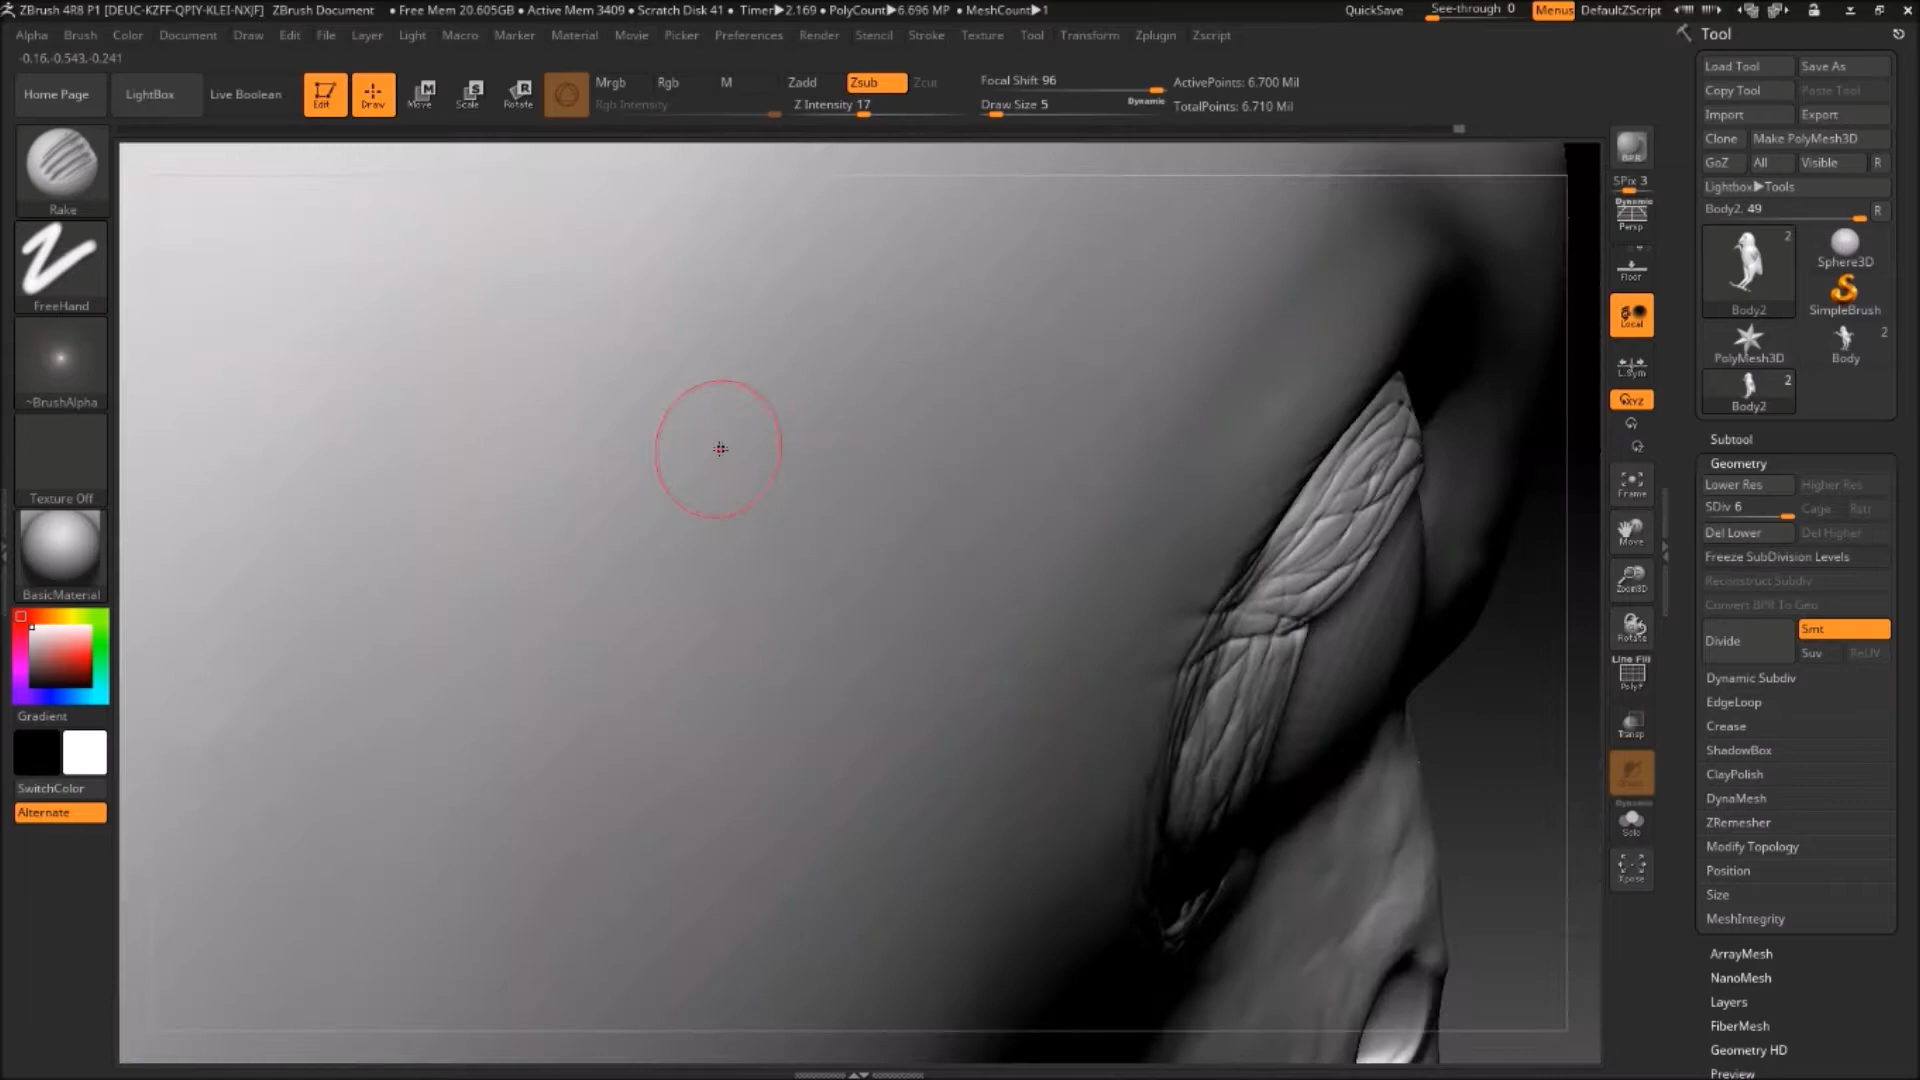 ZBrush 4R8 P1 [DEUC-KZFF-QPIY-KLEI-NXJF] ZBrush Document • Free Mem 20.605GB • Active Mem 3409 • Scratch Disk 41 • Timer▶2.169 • PolyCount▶6.696 MP • MeshCount▶1 QuickSave See-through 0 Menus DefaultZScript
Alpha Brush Color Document Draw Edit File Layer Light Macro Marker Material Movie Picker Preferences Render Stencil Stroke Texture Tool Transform Zplugin Zscript
-0.16,-0.543,-0.241
Home Page LightBox Live Boolean Edit Draw Move Scale Rotate
Mrgb Rgb M Zadd Zsub Zcut Focal Shift 96 ActivePoints: 6.700 Mil
Rgb Intensity Z Intensity 17 Draw Size 5 Dynamic TotalPoints: 6.710 Mil
Rake
FreeHand
~BrushAlpha
Texture Off
BasicMaterial
Gradient
SwitchColor
Alternate
BPR
SPix 3
Dynamic
Persp
Floor
Local
L.Sym
XYZ
Frame
Move
Zoom3D
Rotate
Line Fill
PolyF
Transp
Dynamic
Solo
Xpose
Tool
Load Tool Save As
Copy Tool Paste Tool
Import Export
Clone Make PolyMesh3D
GoZ All Visible R
Lightbox▶Tools
Body2. 49 R
2
Body2
Sphere3D
SimpleBrush
PolyMesh3D
2
Body
2
Body2
Subtool
Geometry
Lower Res Higher Res
SDiv 6 Cage Rstr
Del Lower Del Higher
Freeze SubDivision Levels
Reconstruct Subdiv
Convert BPR To Geo
Divide Smt
Suv ReUV
Dynamic Subdiv
EdgeLoop
Crease
ShadowBox
ClayPolish
DynaMesh
ZRemesher
Modify Topology
Position
Size
MeshIntegrity
ArrayMesh
NanoMesh
Layers
FiberMesh
Geometry HD
Preview